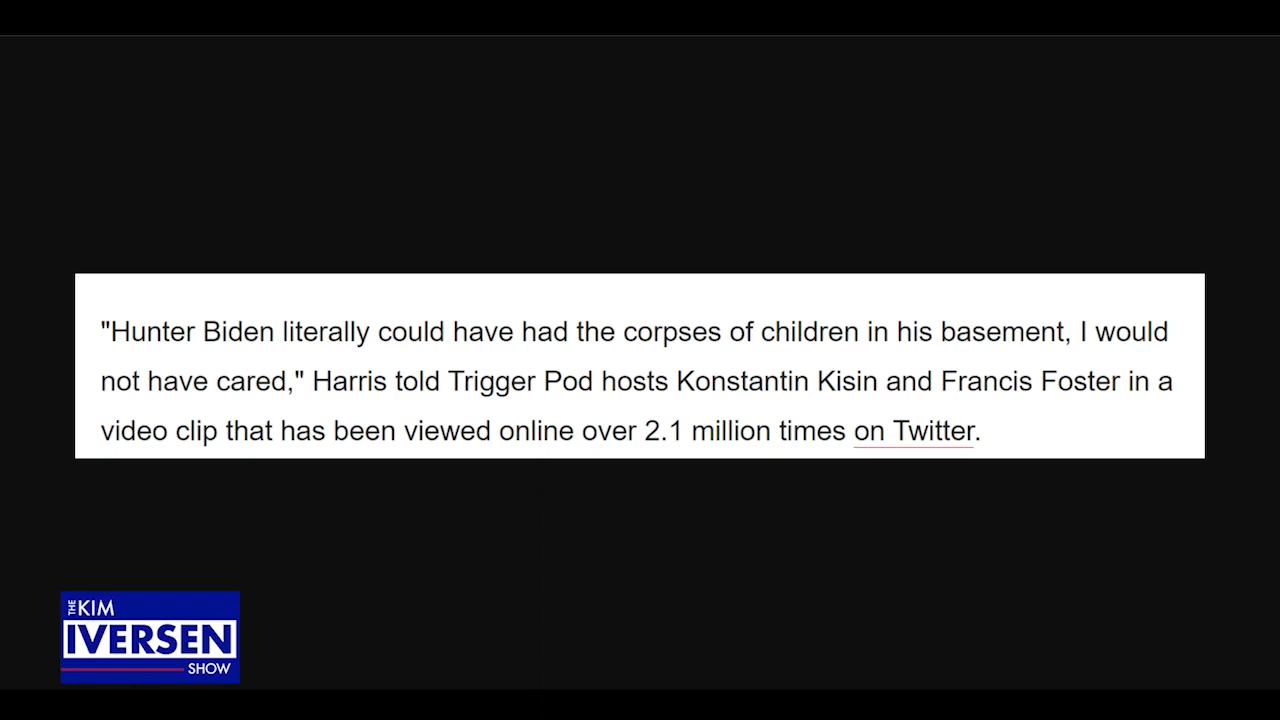 "Hunter Biden literally could have had the corpses of children in his basement, I would
not have cared," Harris told Trigger Pod hosts Konstantin Kisin and Francis Foster in a
video clip that has been viewed online over 2.1 million times on Twitter.
THE KIM
IVERSEN
SHOW